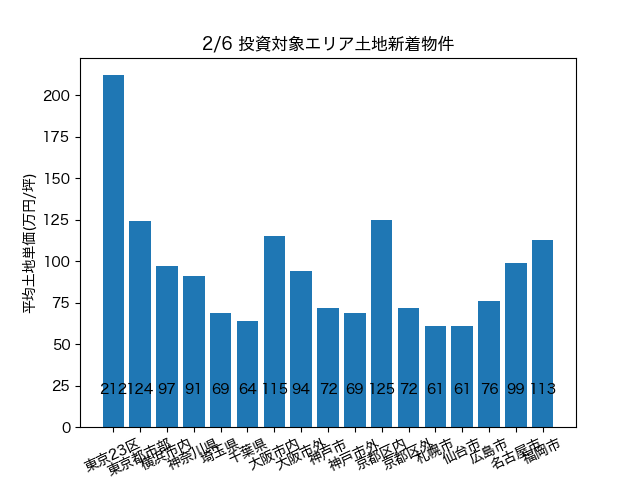 2/6 投資対象エリア土地新着物件
平均土地単価(万円/坪)
200
175
150
125
100
75
50
25
0
212 124 97 91 69 64 115 94 72 69 125 72 61 61 76 99 113
東京23区
東京都市部
横浜市内
神奈川県
埼玉県
千葉県
大阪市内
大阪市外
神戸市
神戸市外
京都区内
京都区外
札幌市
仙台市
広島市
名古屋市
福岡市